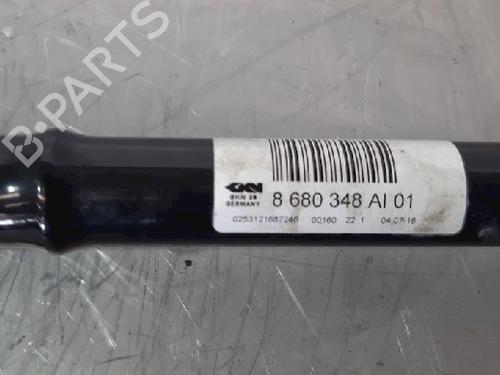 B-PARTS
GKN
8 680 348 AI 01
GKN 28
GERMANY
0253121687246 00160 22 1 04-07-16